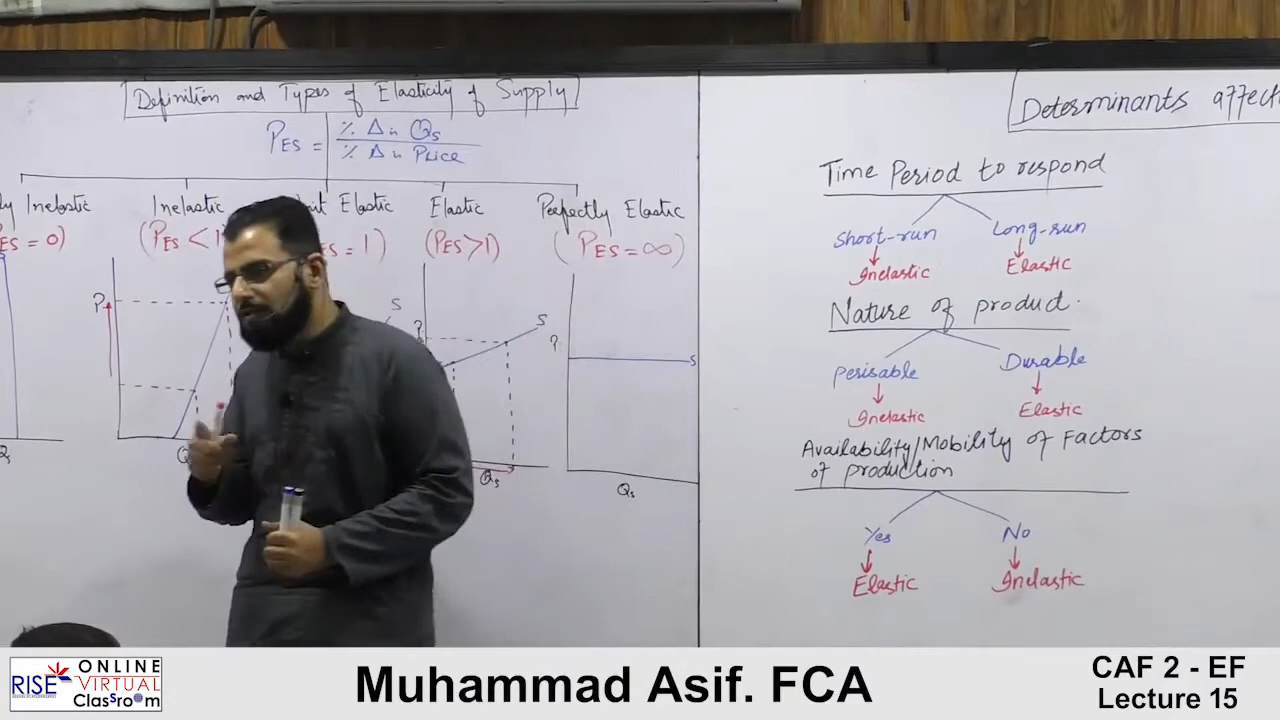 Definition and Types of Elasticity of Supply
PES = % Δ in Qs
% Δ in Price
Inelastic
Inelastic
Elastic
Elastic
Perfectly Elastic
= 0)
(PES < 1
= 1)
(PES > 1)
(PES = ∞)
P
S
S
S
Qs
Qs
Determinants affect
Time Period to respond
Short-run
Long-run
Inelastic
Elastic
Nature of product.
Perisable
Durable
Inelastic
Elastic
Availability/Mobility of Factors
of production
Yes
No
Elastic
Inelastic
RISE
ONLINE
VIRTUAL
ClassroOm
Muhammad Asif. FCA
CAF 2 - EF
Lecture 15